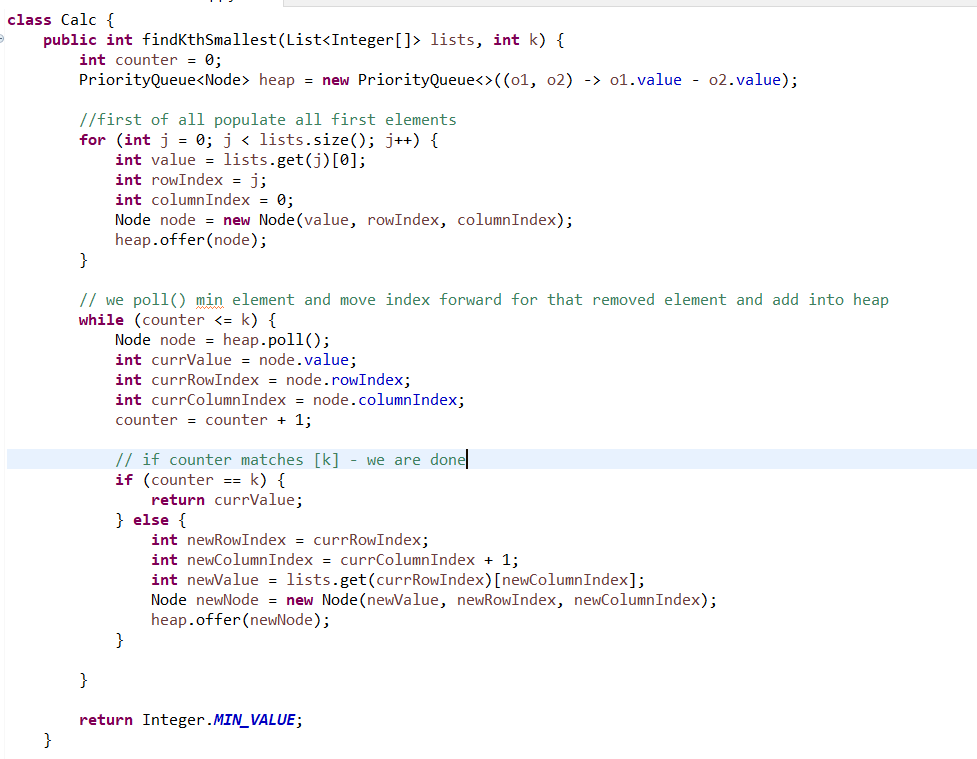 class Calc {
    public int findKthSmallest(List<Integer[]> lists, int k) {
        int counter = 0;
        PriorityQueue<Node> heap = new PriorityQueue<>((o1, o2) -> o1.value - o2.value);
        //first of all populate all first elements
        for (int j = 0; j < lists.size(); j++) {
            int value = lists.get(j)[0];
            int rowIndex = j;
            int columnIndex = 0;
            Node node = new Node(value, rowIndex, columnIndex);
            heap.offer(node);
        }
        // we poll() min element and move index forward for that removed element and add into heap
        while (counter <= k) {
            Node node = heap.poll();
            int currValue = node.value;
            int currRowIndex = node.rowIndex;
            int currColumnIndex = node.columnIndex;
            counter = counter + 1;
            // if counter matches [k] - we are done
            if (counter == k) {
                return currValue;
            } else {
                int newRowIndex = currRowIndex;
                int newColumnIndex = currColumnIndex + 1;
                int newValue = lists.get(currRowIndex)[newColumnIndex];
                Node newNode = new Node(newValue, newRowIndex, newColumnIndex);
                heap.offer(newNode);
            }
        }
        return Integer.MIN_VALUE;
    }